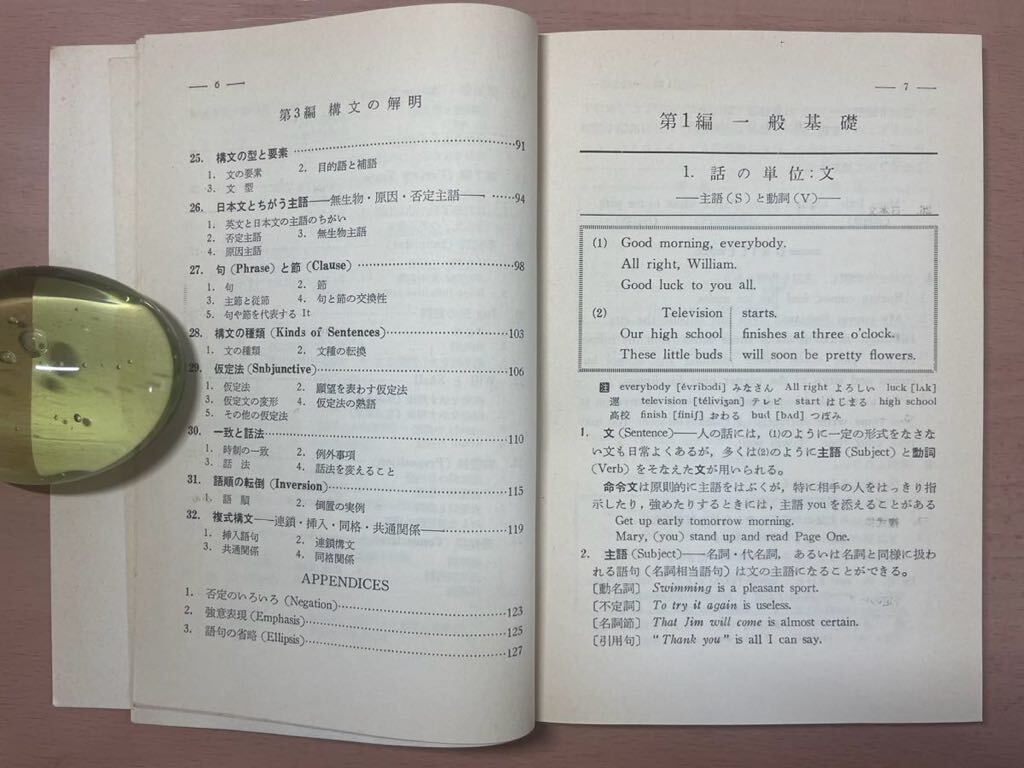 — 6 —
第3編 構文の解明
25. 構文の型と要素 ……91
1. 文の要素 2. 目的語と補語
3. 文型
26. 日本文とちがう主語——無生物・原因・否定主語——……94
1. 英文と日本文の主語のちがい
2. 否定主語 3. 無生物主語
4. 原因主語
27. 句(Phrase)と節(Clause)……98
1. 句 2. 節
3. 主節と従節 4. 句と節の交換性
5. 句や節を代表する It
28. 構文の種類(Kinds of Sentences)……103
1. 文の種類 2. 文種の転換
29. 仮定法(Snbjunctive)……106
1. 仮定法 2. 願望を表わす仮定法
3. 仮定文の変形 4. 仮定法の熟語
5. その他の仮定法
30. 一致と話法……110
1. 時制の一致 2. 例外事項
3. 話法 4. 話法を変えること
31. 語順の転倒(Inversion)……115
1. 語順 2. 倒置の実例
32. 複式構文——連鎖・挿入・同格・共通関係——……119
1. 挿入語句 2. 連鎖構文
3. 共通関係 4. 同格関係
APPENDICES
1. 否定のいろいろ(Negation)……123
2. 強意表現(Emphasis)……125
3. 語句の省略(Ellipsis)……127
— 7 —
第1編 一般基礎
1. 話の単位:文
——主語(S)と動詞(V)——
(1) Good morning, everybody.
All right, William.
Good luck to you all.
(2) Television starts.
Our high school finishes at three o'clock.
These little buds will soon be pretty flowers.
注 everybody [évribɔdi] みなさん All right よろしい luck [lʌk]
運 television [téliviʒən] テレビ start はじまる high school
高校 finish [finiʃ] おわる bud [bʌd] つぼみ
1. 文(Sentence)——人の話には,(1)のように一定の形式をなさな
い文も日常よくあるが,多くは(2)のように主語(Subject)と動詞
(Verb)をそなえた文が用いられる。
命令文は原則的に主語をはぶくが,特に相手の人をはっきり指
示したり,強めたりするときには,主語 you を添えることがある
Get up early tomorrow morning.
Mary, (you) stand up and read Page One.
2. 主語(Subject)——名詞・代名詞,あるいは名詞と同様に扱わ
れる語句(名詞相当語句)は文の主語になることができる。
[動名詞] Swimming is a pleasant sport.
[不定詞] To try it again is useless.
[名詞節] That Jim will come is almost certain.
[引用句] "Thank you" is all I can say.